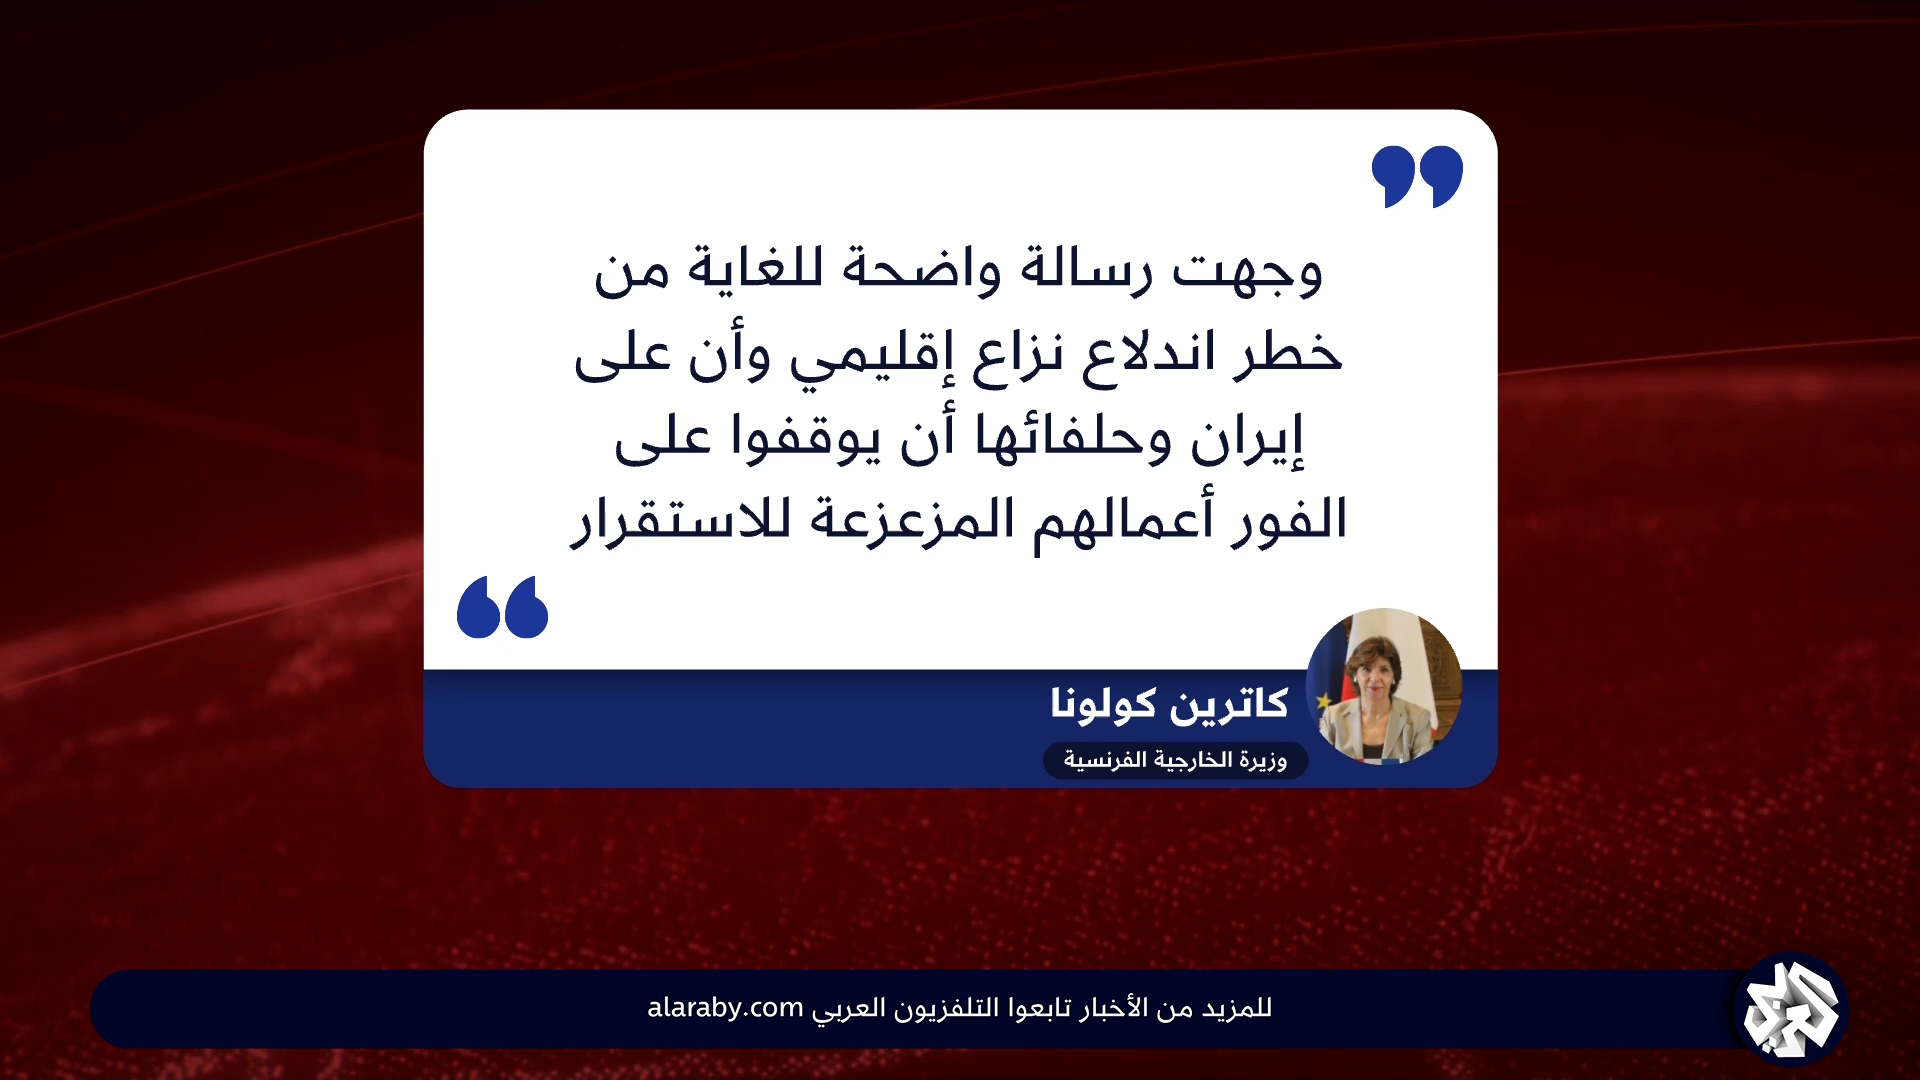 وجهت رسالة واضحة للغاية من
خطر اندلاع نزاع إقليمي وأن على
إيران وحلفائها أن يوقفوا على
الفور أعمالهم المزعزعة للاستقرار
كاترين كولونا
وزيرة الخارجية الفرنسية
للمزيد من الأخبار تابعوا التلفزيون العربي alaraby.com
العربي